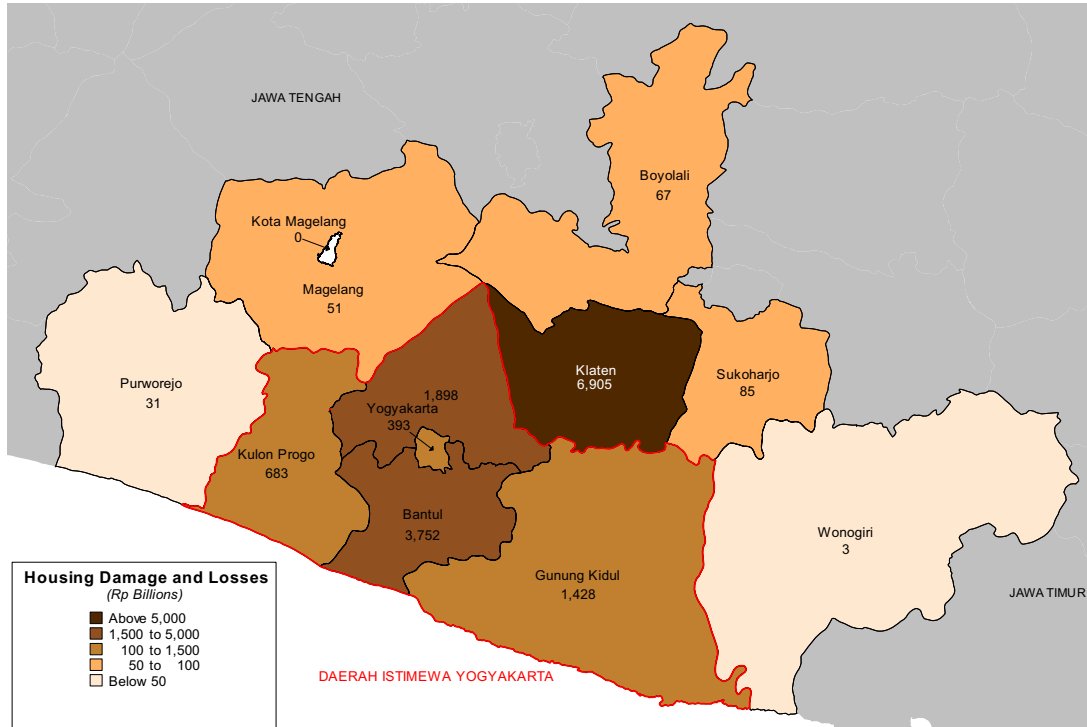 JAWA TENGAH
Boyolali
67
Kota Magelang
0
Magelang
51
Purworejo
31
Klaten
6,905
Sukoharjo
85
1,898
Yogyakarta
393
Kulon Progo
683
Bantul
3,752
Gunung Kidul
1,428
Wonogiri
3
JAWA TIMUR
DAERAH ISTIMEWA YOGYAKARTA
Housing Damage and Losses
(Rp Billions)
Above 5,000
1,500 to 5,000
100 to 1,500
50 to 100
Below 50